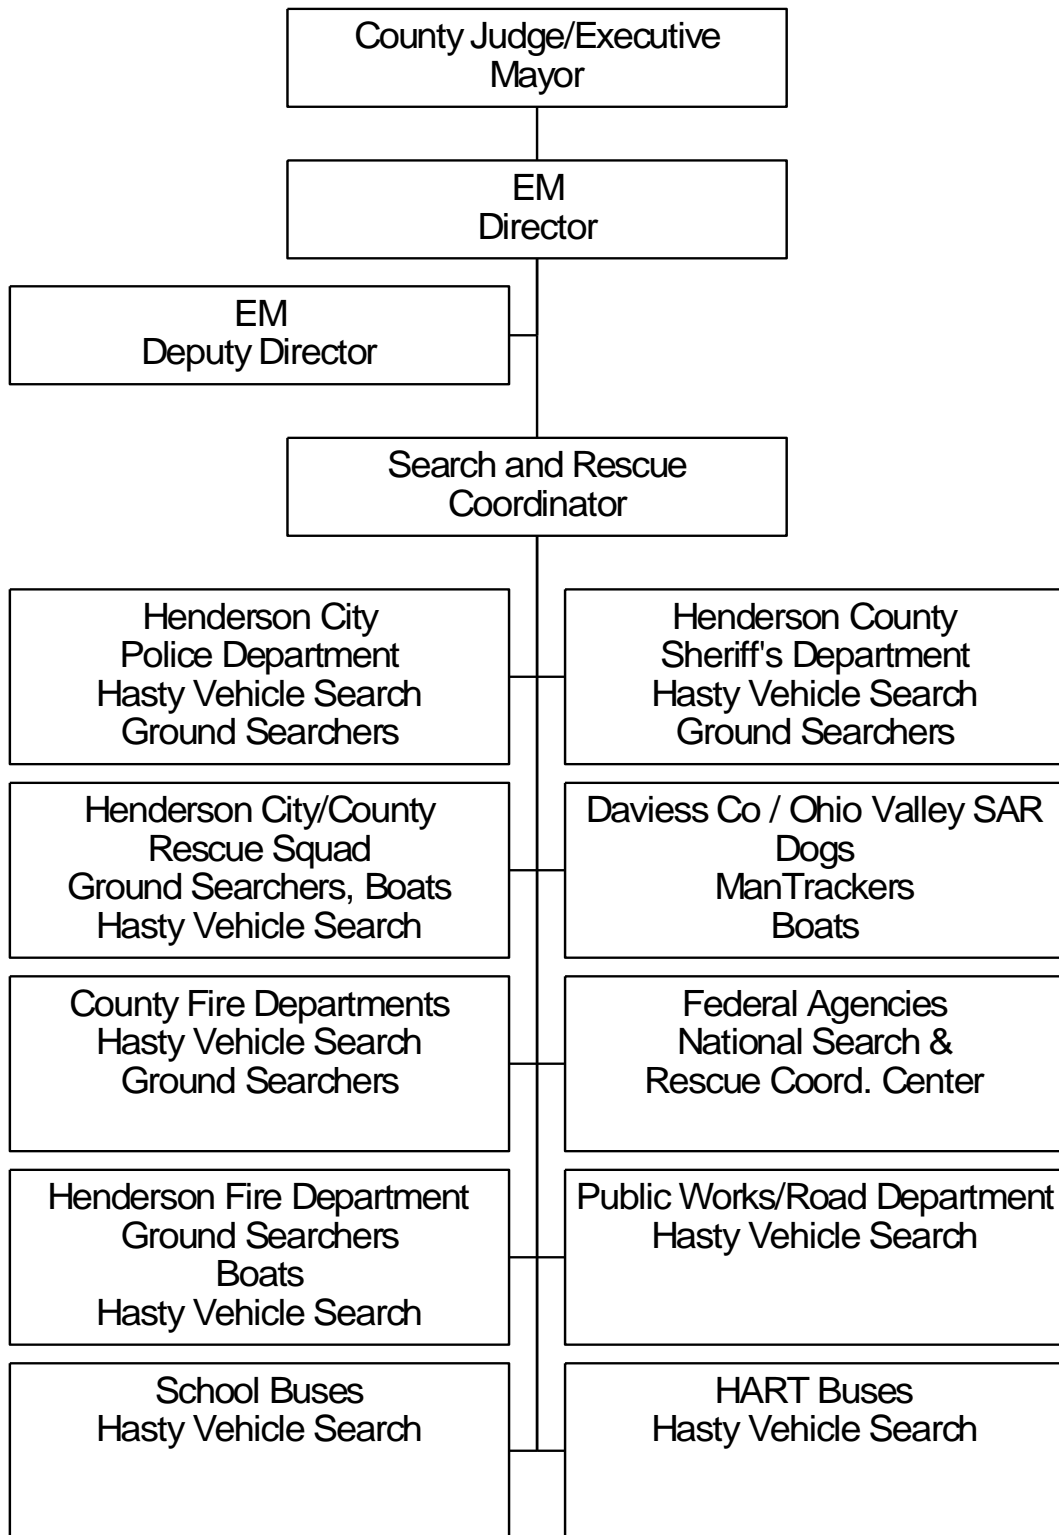 County Judge/Executive
Mayor
EM
Director
EM
Deputy Director
Search and Rescue
Coordinator
Henderson City
Police Department
Hasty Vehicle Search
Ground Searchers
Henderson County
Sheriff's Department
Hasty Vehicle Search
Ground Searchers
Henderson City/County
Rescue Squad
Ground Searchers, Boats
Hasty Vehicle Search
Daviess Co / Ohio Valley SAR
Dogs
ManTrackers
Boats
County Fire Departments
Hasty Vehicle Search
Ground Searchers
Federal Agencies
National Search &
Rescue Coord. Center
Henderson Fire Department
Ground Searchers
Boats
Hasty Vehicle Search
Public Works/Road Department
Hasty Vehicle Search
School Buses
Hasty Vehicle Search
HART Buses
Hasty Vehicle Search